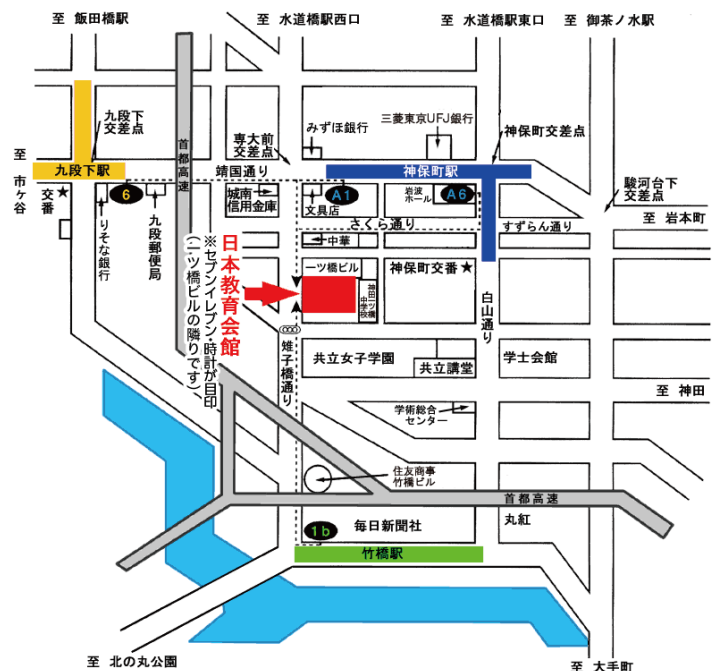 至 飯田橋駅
至 水道橋駅西口
至 水道橋駅東口
至 御茶ノ水駅
九段下
交差点
首都高速
専大前
交差点
みずほ銀行
三菱東京UFJ銀行
神保町交差点
至 市ヶ谷
九段下駅
靖国通り
神保町駅
駿河台下
交差点
交番★
6
城南
信用金庫
A1
文具店
岩波
ホール
A6
至 岩本町
りそな銀行
九段郵便局
さくら通り
すずらん通り
中華
一ツ橋ビル
神保町交番★
日本教育会館
※セブンイレブン・時計が目印
(一ツ橋ビルの隣りです)
神田一ツ橋
中学校
白山通り
雉子橋通り
共立女子学園
共立講堂
学士会館
至 神田
学術総合
センター
住友商事
竹橋ビル
首都高速
1b
毎日新聞社
丸紅
竹橋駅
至 北の丸公園
至 大手町